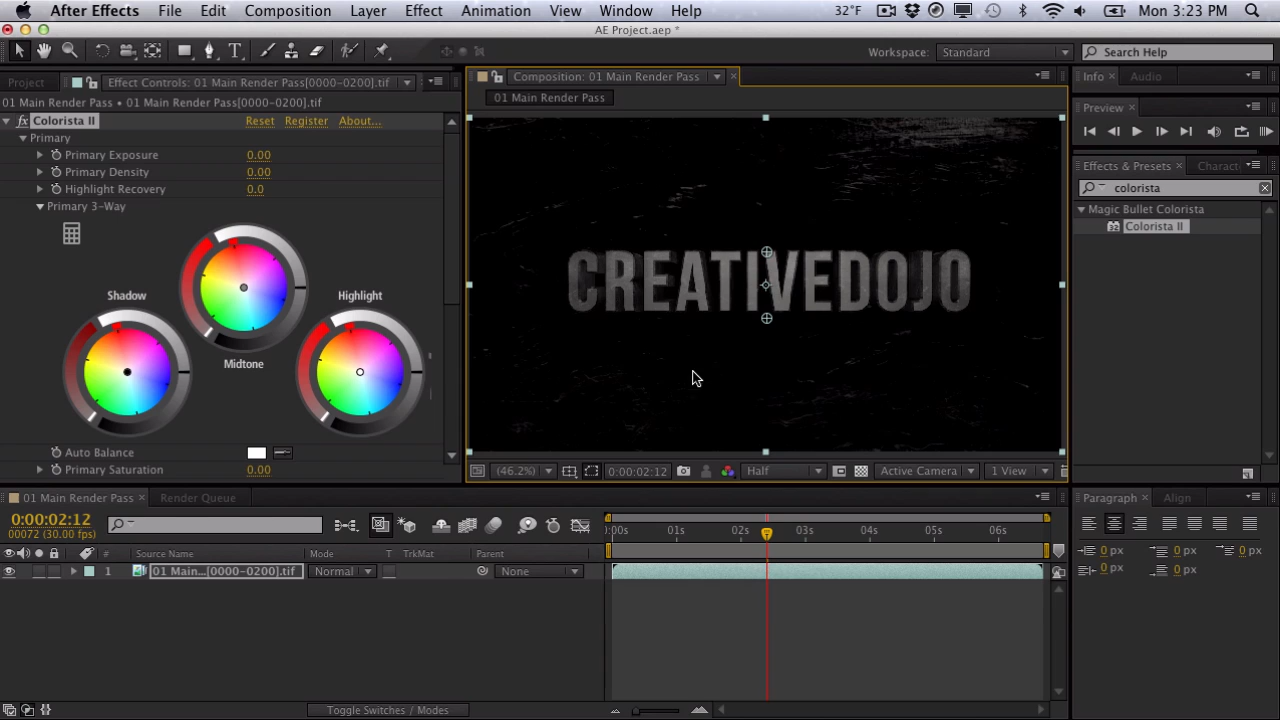 After Effects File Edit Composition Layer Effect Animation View Window Help 32°F Mon 3:23 PM
AE Project.aep *
T Workspace: Standard Search Help
Project Effect Controls: 01 Main Render Pass[0000-0200].tif Composition: 01 Main Render Pass Info Audio
01 Main Render Pass • 01 Main Render Pass[0000-0200].tif 01 Main Render Pass Preview
fx Colorista II Reset Register About...
Primary
Primary Exposure 0.00
Primary Density 0.00
Highlight Recovery 0.0
Primary 3-Way
Shadow Highlight
Midtone
Auto Balance
Primary Saturation 0.00
CREATIVEDOJO
Effects & Presets Charact
colorista
Magic Bullet Colorista
Colorista II
(46.2%) 0:00:02:12 Half Active Camera 1 View
01 Main Render Pass Render Queue
0:00:02:12
00072 (30.00 fps)
:00s 01s 02s 03s 04s 05s 06s
# Source Name Mode T TrkMat Parent
1 01 Main...[0000-0200].tif Normal None
Toggle Switches / Modes
Paragraph Align
0 px 0 px 0 px
0 px 0 px